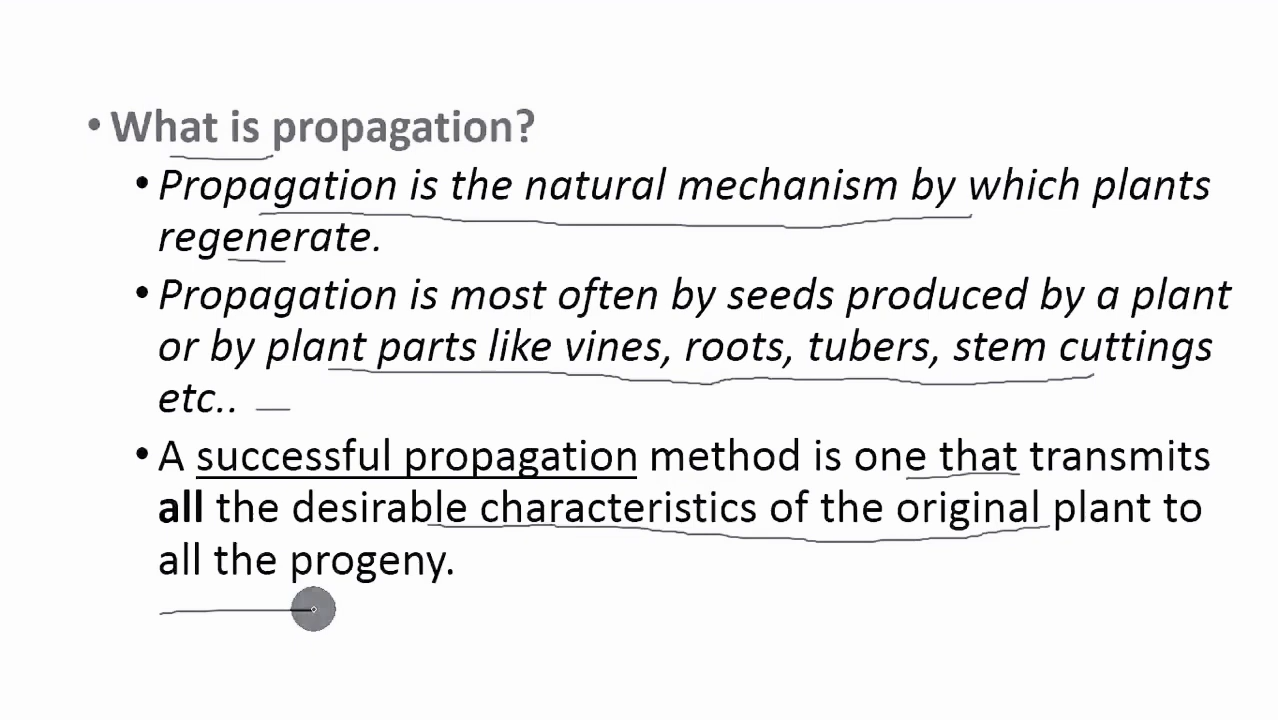 • What is propagation?
• Propagation is the natural mechanism by which plants
regenerate.
• Propagation is most often by seeds produced by a plant
or by plant parts like vines, roots, tubers, stem cuttings
etc..
• A successful propagation method is one that transmits
all the desirable characteristics of the original plant to
all the progeny.